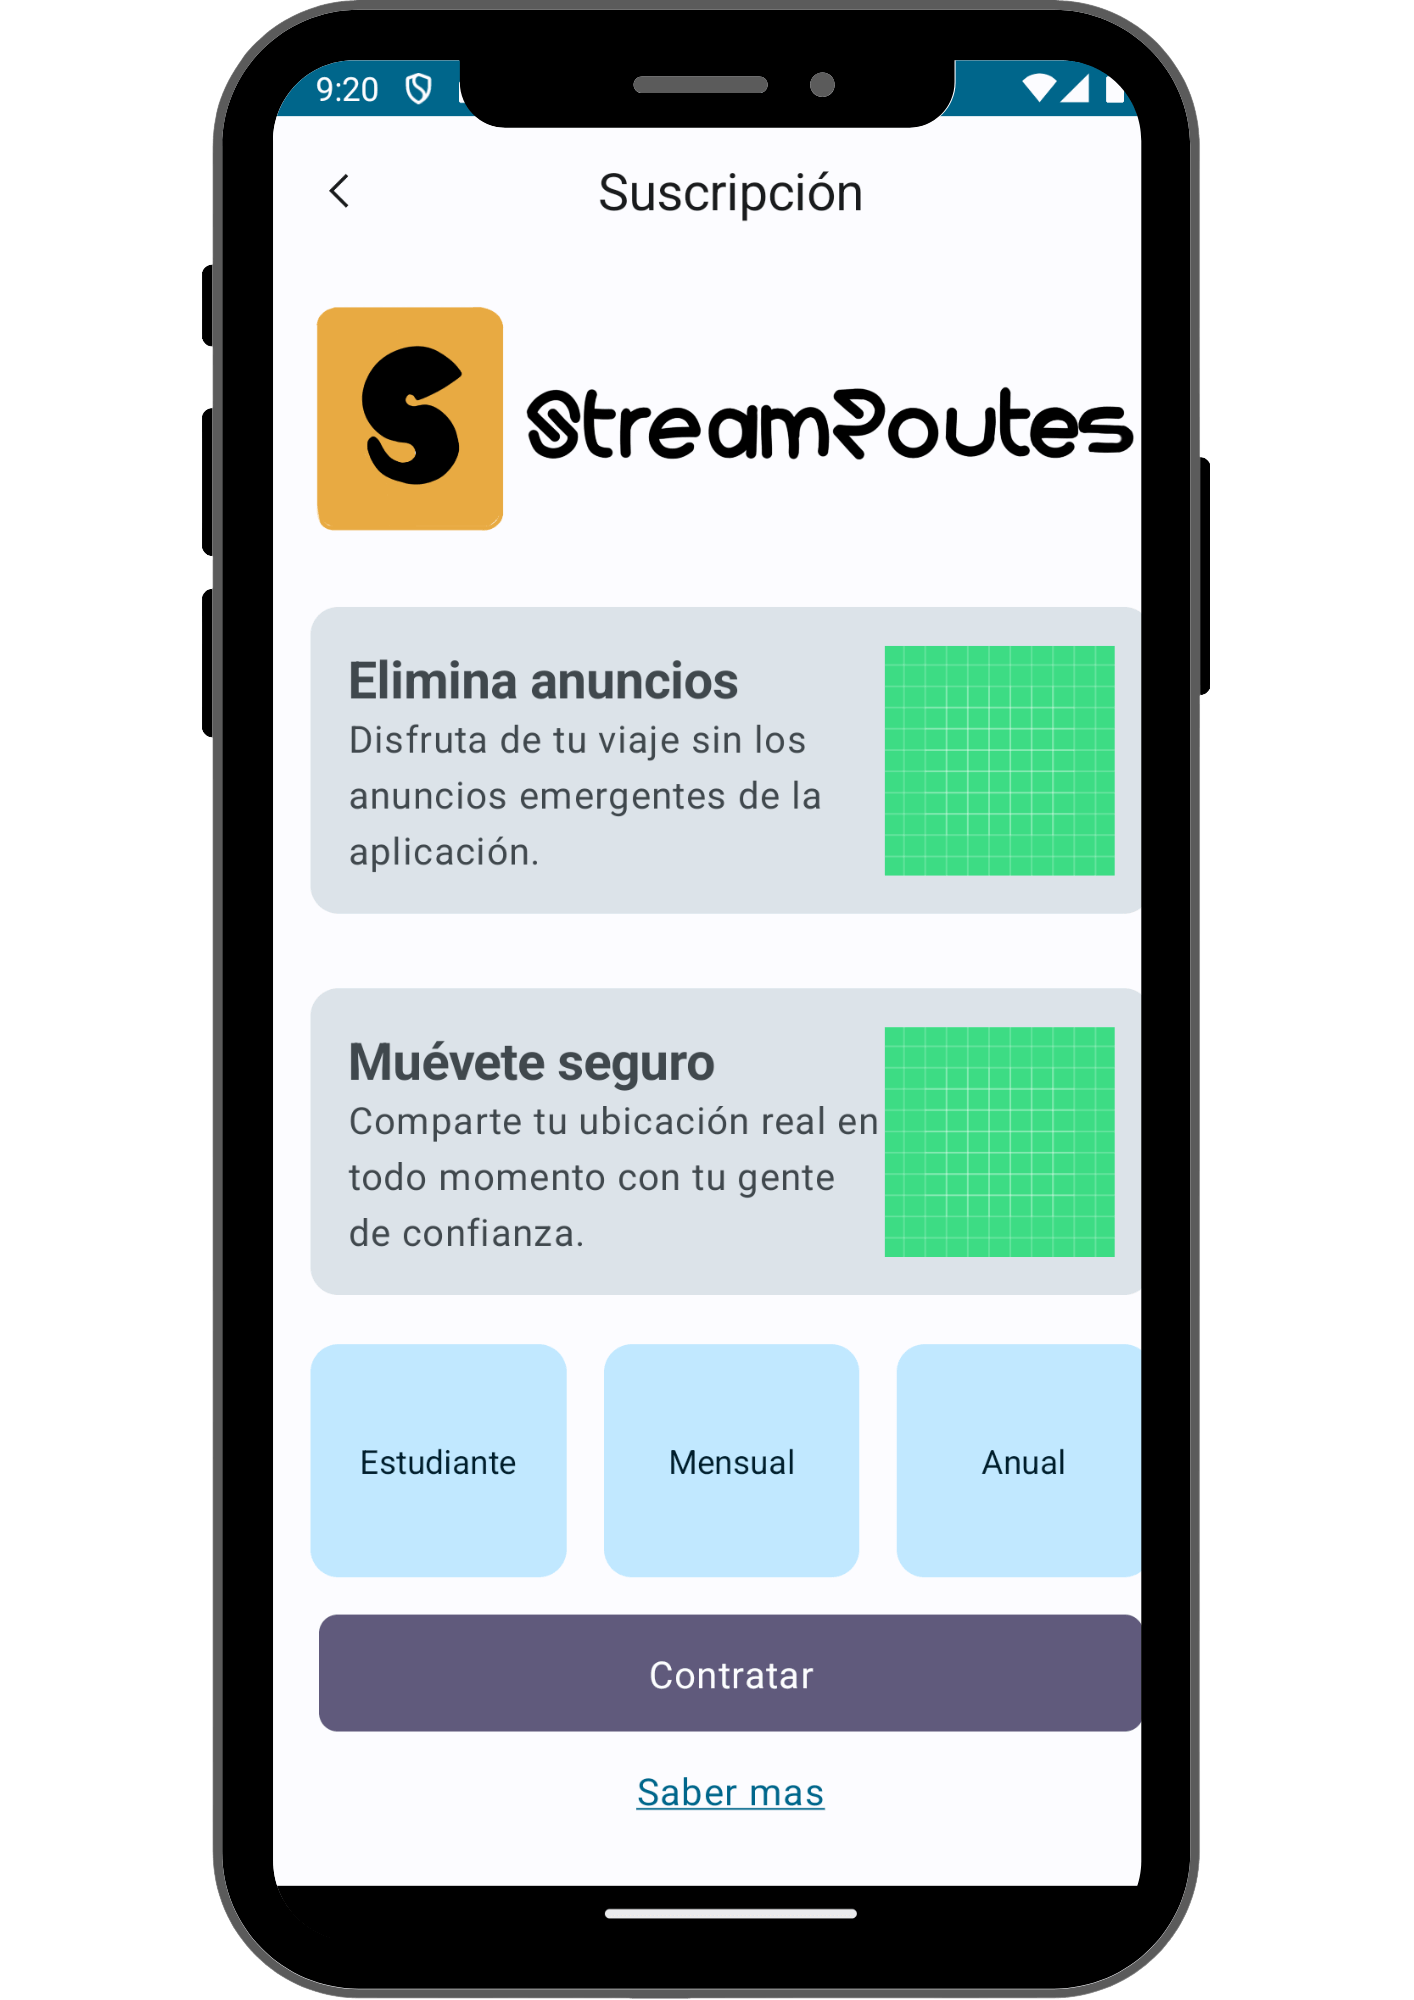 9:20
Suscripción
S
StreamRoutes
Elimina anuncios
Disfruta de tu viaje sin los
anuncios emergentes de la
aplicación.
Muévete seguro
Comparte tu ubicación real en
todo momento con tu gente
de confianza.
Estudiante
Mensual
Anual
Contratar
Saber mas